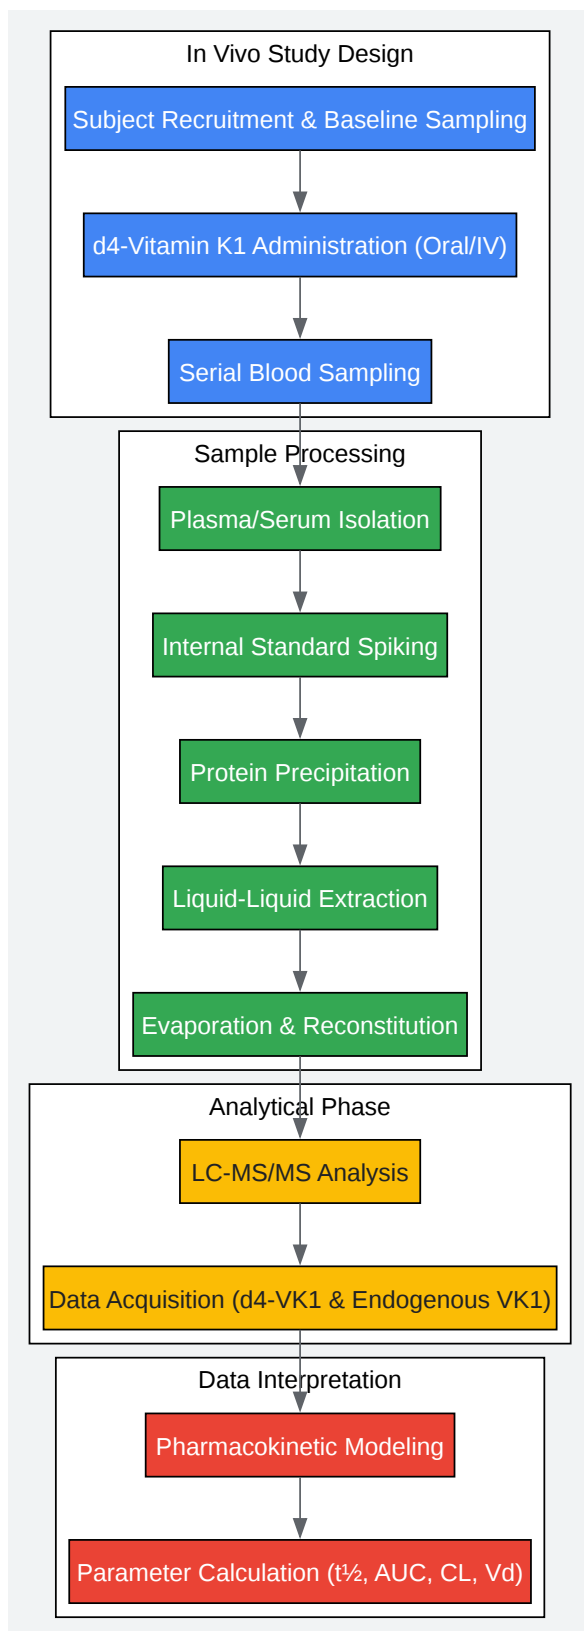 In Vivo Study Design
Subject Recruitment & Baseline Sampling
d4-Vitamin K1 Administration (Oral/IV)
Serial Blood Sampling
Sample Processing
Plasma/Serum Isolation
Internal Standard Spiking
Protein Precipitation
Liquid-Liquid Extraction
Evaporation & Reconstitution
Analytical Phase
LC-MS/MS Analysis
Data Acquisition (d4-VK1 & Endogenous VK1)
Data Interpretation
Pharmacokinetic Modeling
Parameter Calculation (t½, AUC, CL, Vd)